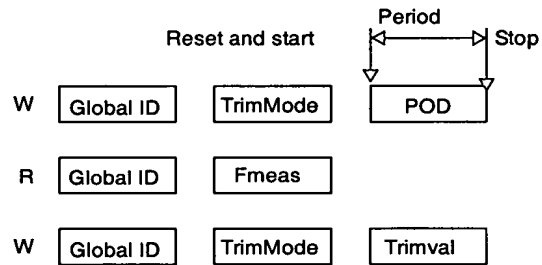 Period
Reset and start
Stop
W Global ID TrimMode POD
R Global ID Fmeas
W Global ID TrimMode Trimval